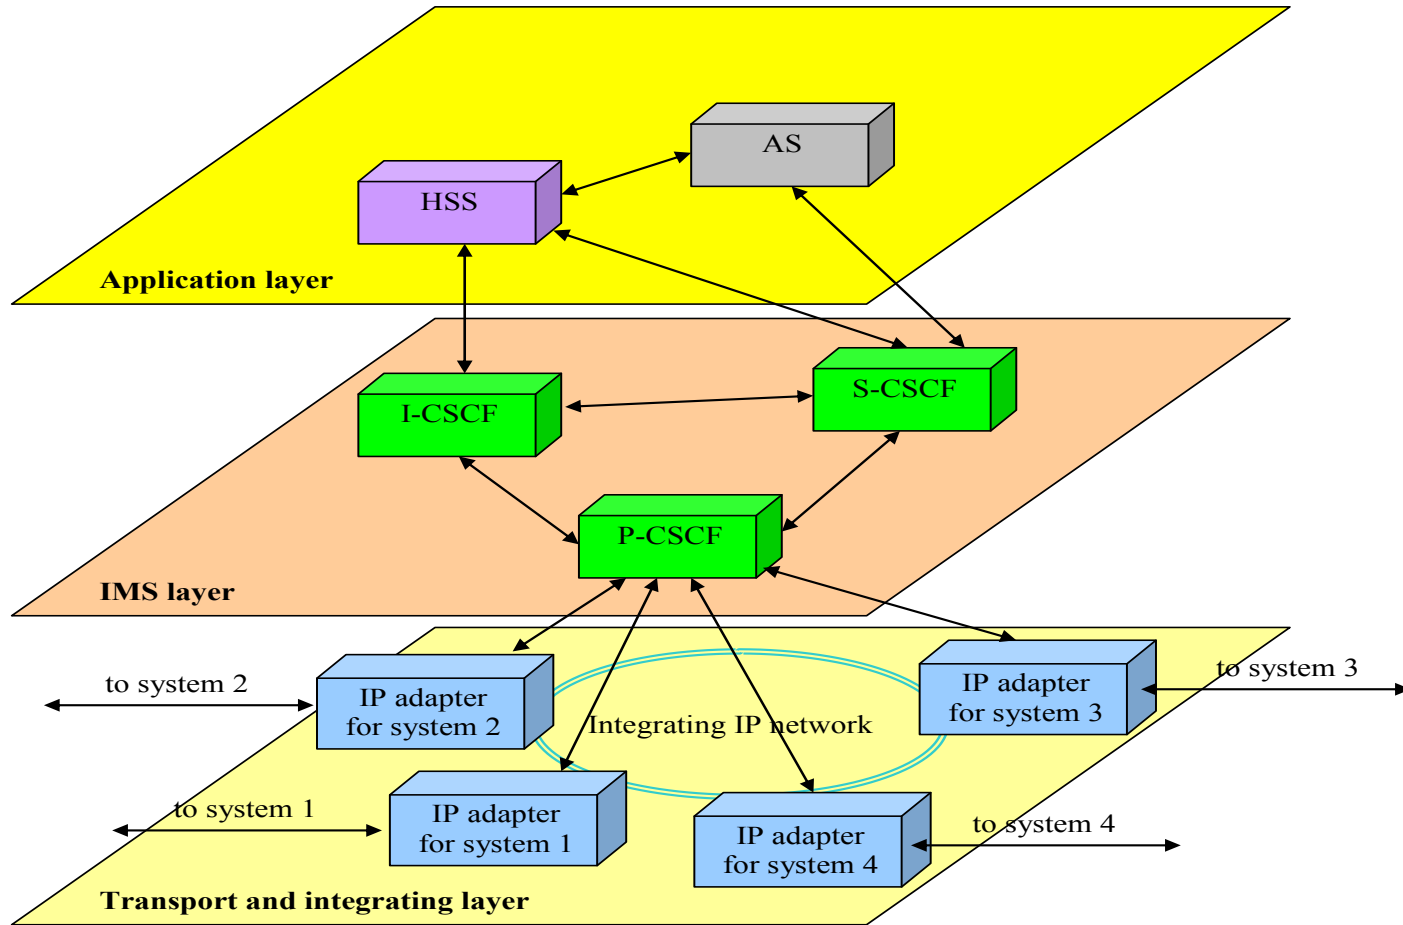 AS
HSS
Application layer
S-CSCF
I-CSCF
P-CSCF
IMS layer
to system 2
IP adapter
for system 2
Integrating IP network
IP adapter
for system 3
to system 3
to system 1
IP adapter
for system 1
IP adapter
for system 4
to system 4
Transport and integrating layer